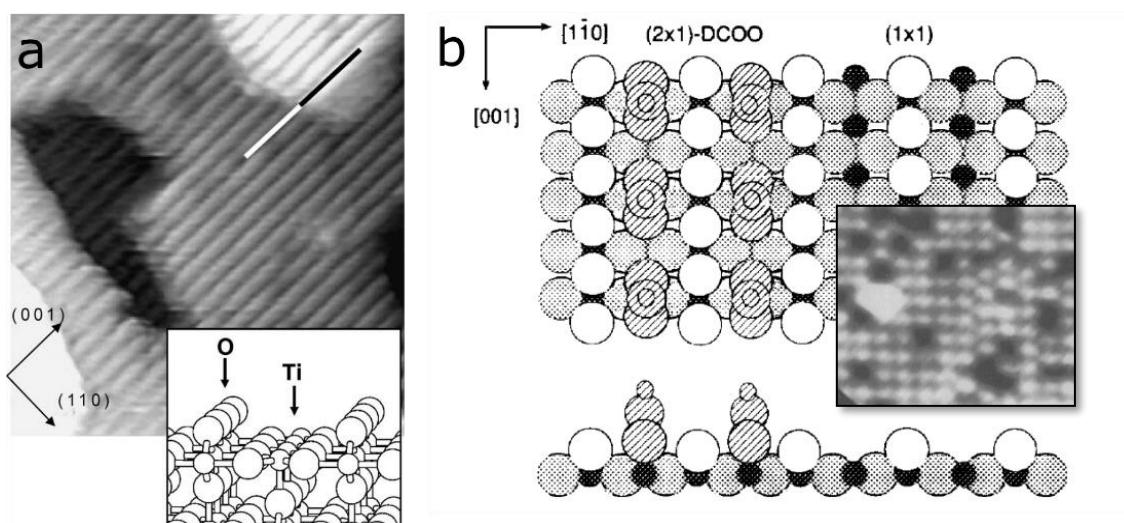 a
O
Ti
(001)
(110)
b
[11̄0]
(2x1)-DCOO
(1x1)
[001]